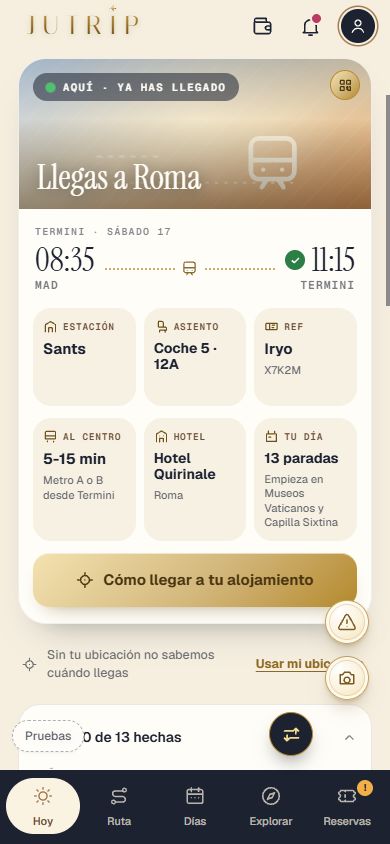 JUTRIP
AQUÍ · YA HAS LLEGADO
Llegas a Roma
TERMINI · SÁBADO 17
08:35
11:15
MAD
TERMINI
ESTACIÓN
Sants
ASIENTO
Coche 5 ·
12A
REF
Iryo
X7K2M
AL CENTRO
5-15 min
Metro A o B
desde Termini
HOTEL
Hotel
Quirinale
Roma
TU DÍA
13 paradas
Empieza en
Museos
Vaticanos y
Capilla Sixtina
Cómo llegar a tu alojamiento
Sin tu ubicación no sabemos
cuándo llegas
Usar mi ubic
Pruebas
0 de 13 hechas
Hoy
Ruta
Días
Explorar
!
Reservas